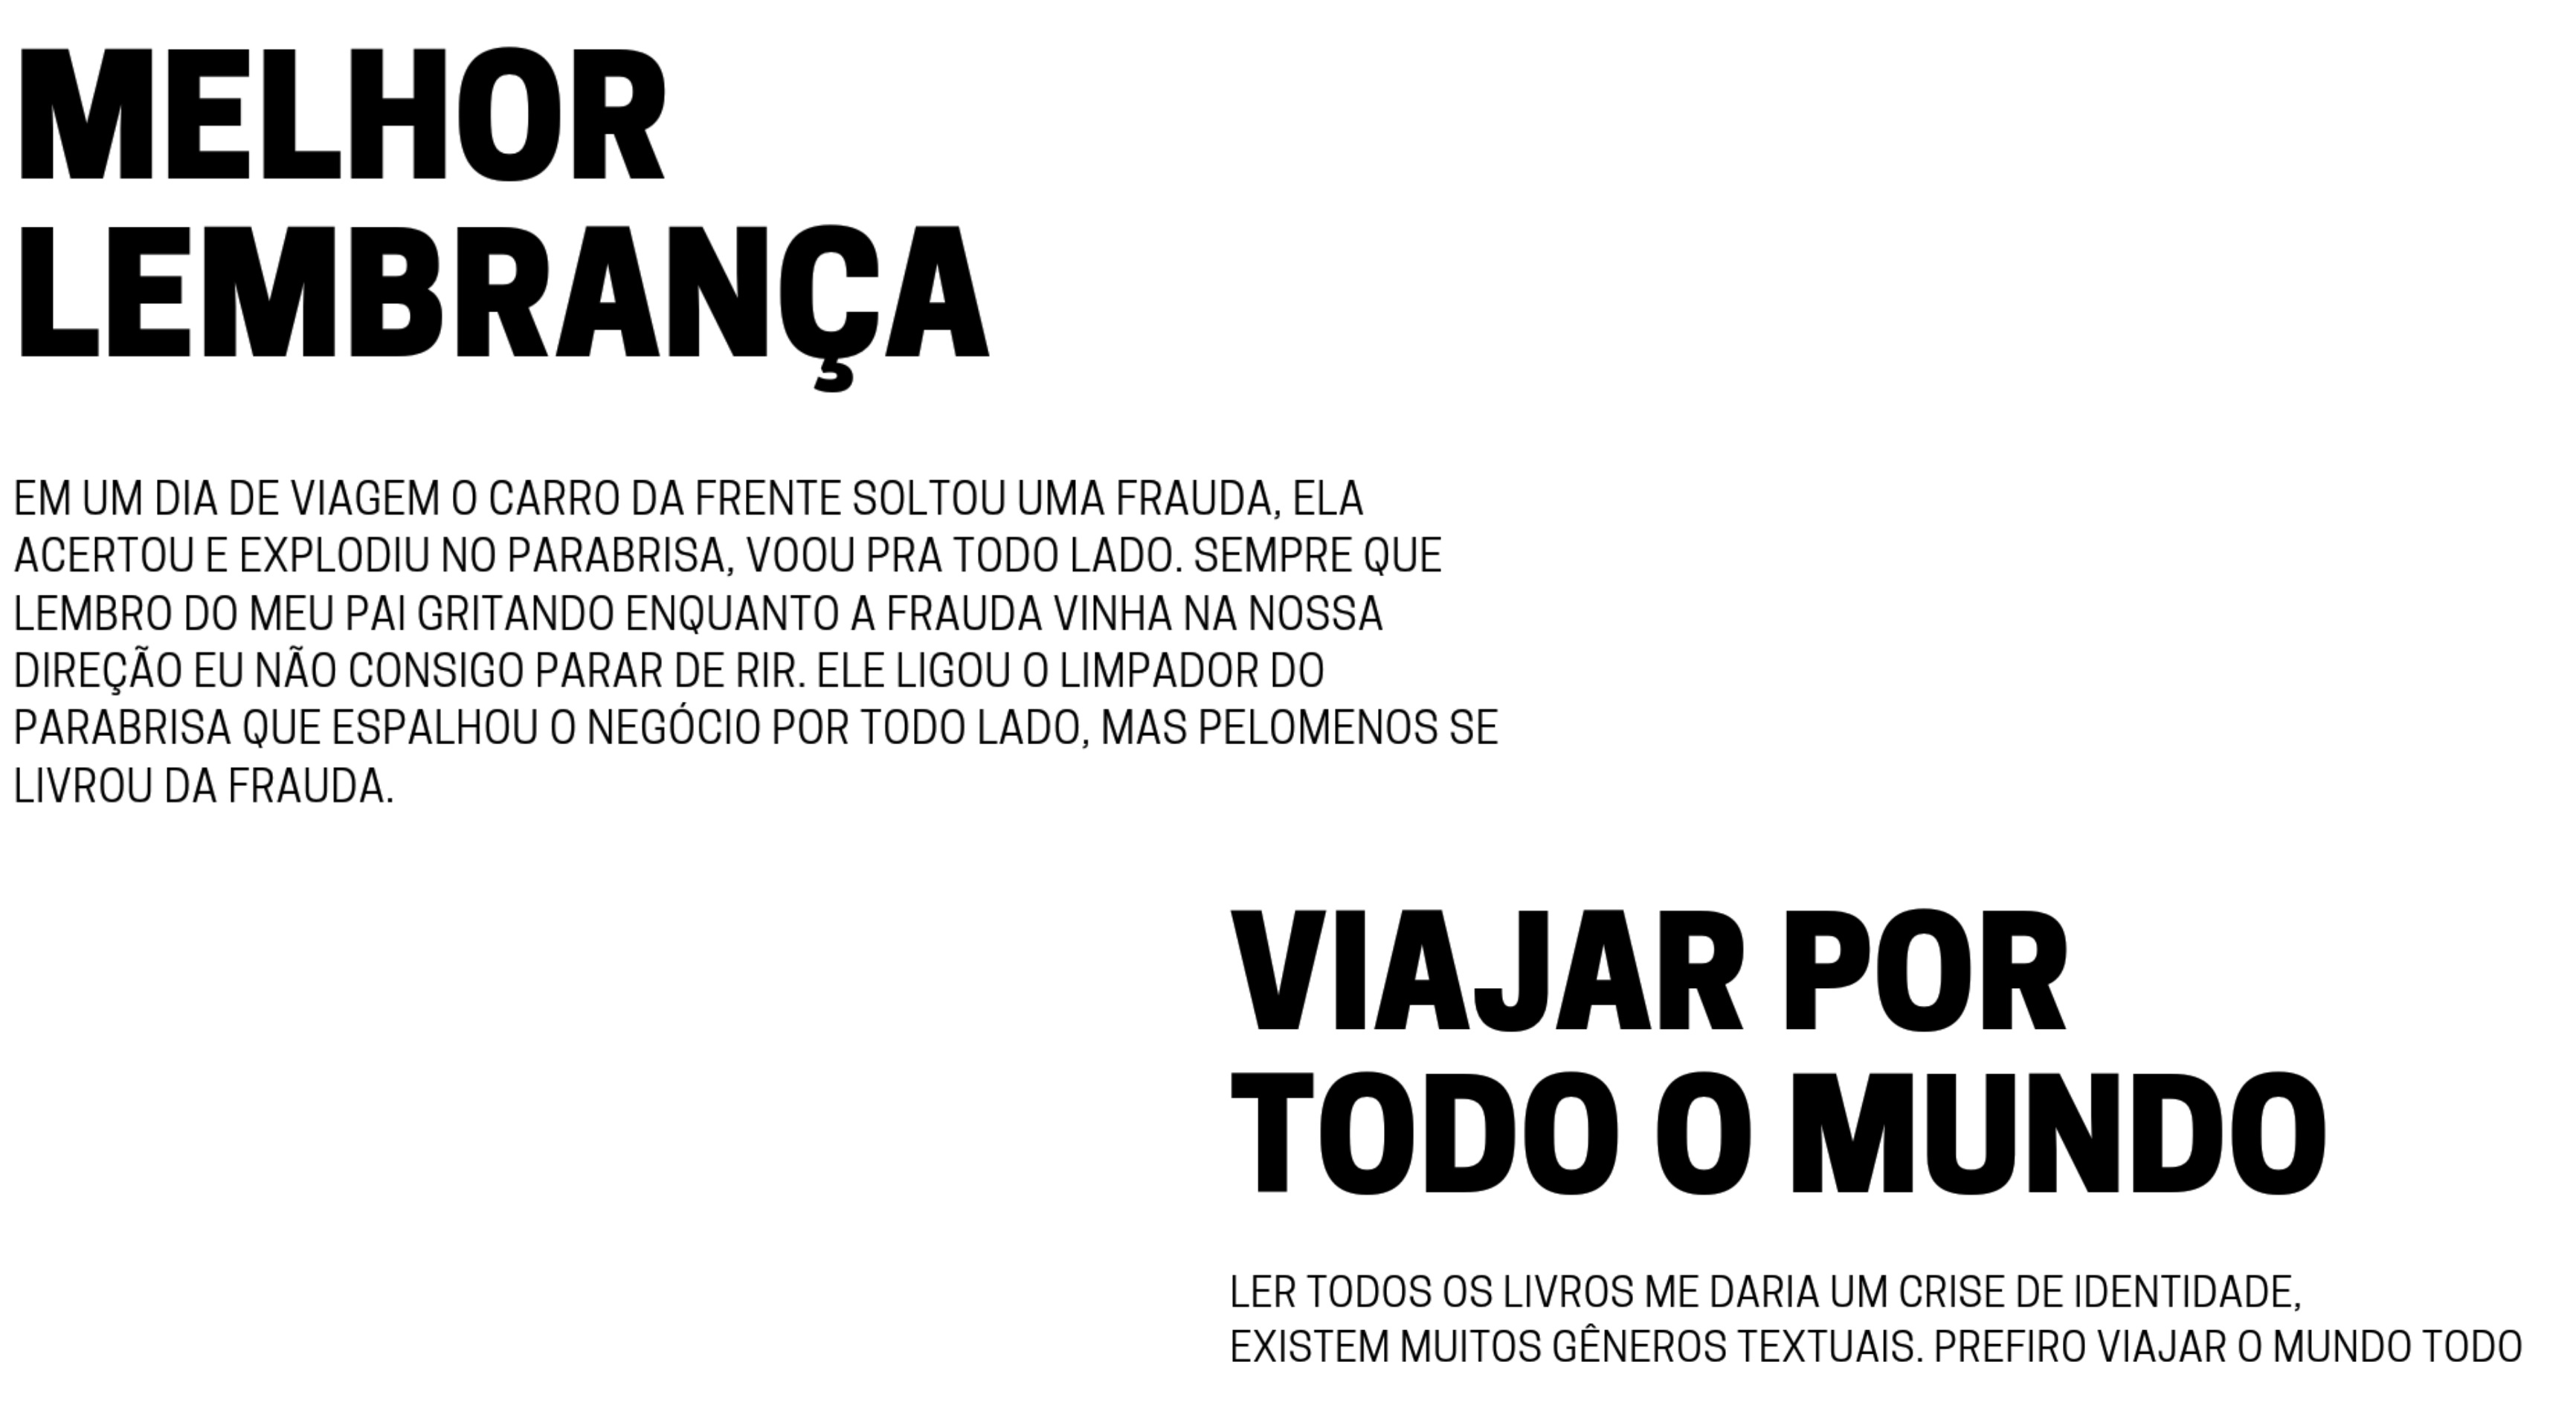 MELHOR
LEMBRANÇA
EM UM DIA DE VIAGEM O CARRO DA FRENTE SOLTOU UMA FRAUDA, ELA
ACERTOU E EXPLODIU NO PARABRISA, VOOU PRA TODO LADO. SEMPRE QUE
LEMBRO DO MEU PAI GRITANDO ENQUANTO A FRAUDA VINHA NA NOSSA
DIREÇÃO EU NÃO CONSIGO PARAR DE RIR. ELE LIGOU O LIMPADOR DO
PARABRISA QUE ESPALHOU O NEGÓCIO POR TODO LADO, MAS PELOMENOS SE
LIVROU DA FRAUDA.
VIAJAR POR
TODO O MUNDO
LER TODOS OS LIVROS ME DARIA UM CRISE DE IDENTIDADE,
EXISTEM MUITOS GÊNEROS TEXTUAIS. PREFIRO VIAJAR O MUNDO TODO